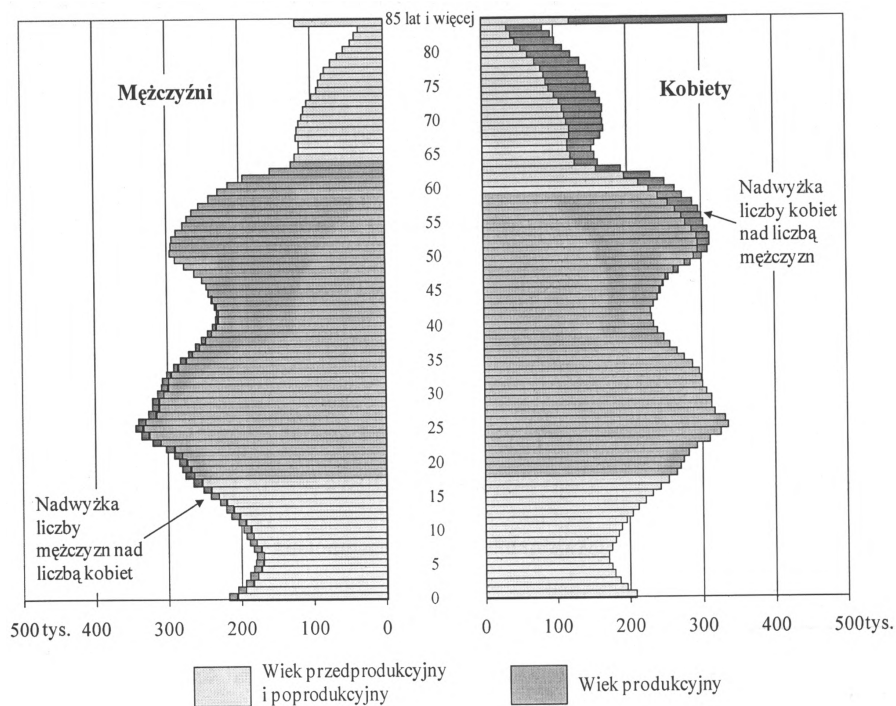 85 lat i więcej
80
75
70
65
60
55
50
45
40
35
30
25
20
15
10
5
0
Mężczyźni
Kobiety
Nadwyżka
liczby kobiet
nad liczbą
mężczyzn
Nadwyżka
liczby
mężczyzn nad
liczbą kobiet
500 tys. 400 300 200 100 0
0 100 200 300 400 500 tys.
Wiek przedprodukcyjny
i poprodukcyjny
Wiek produkcyjny